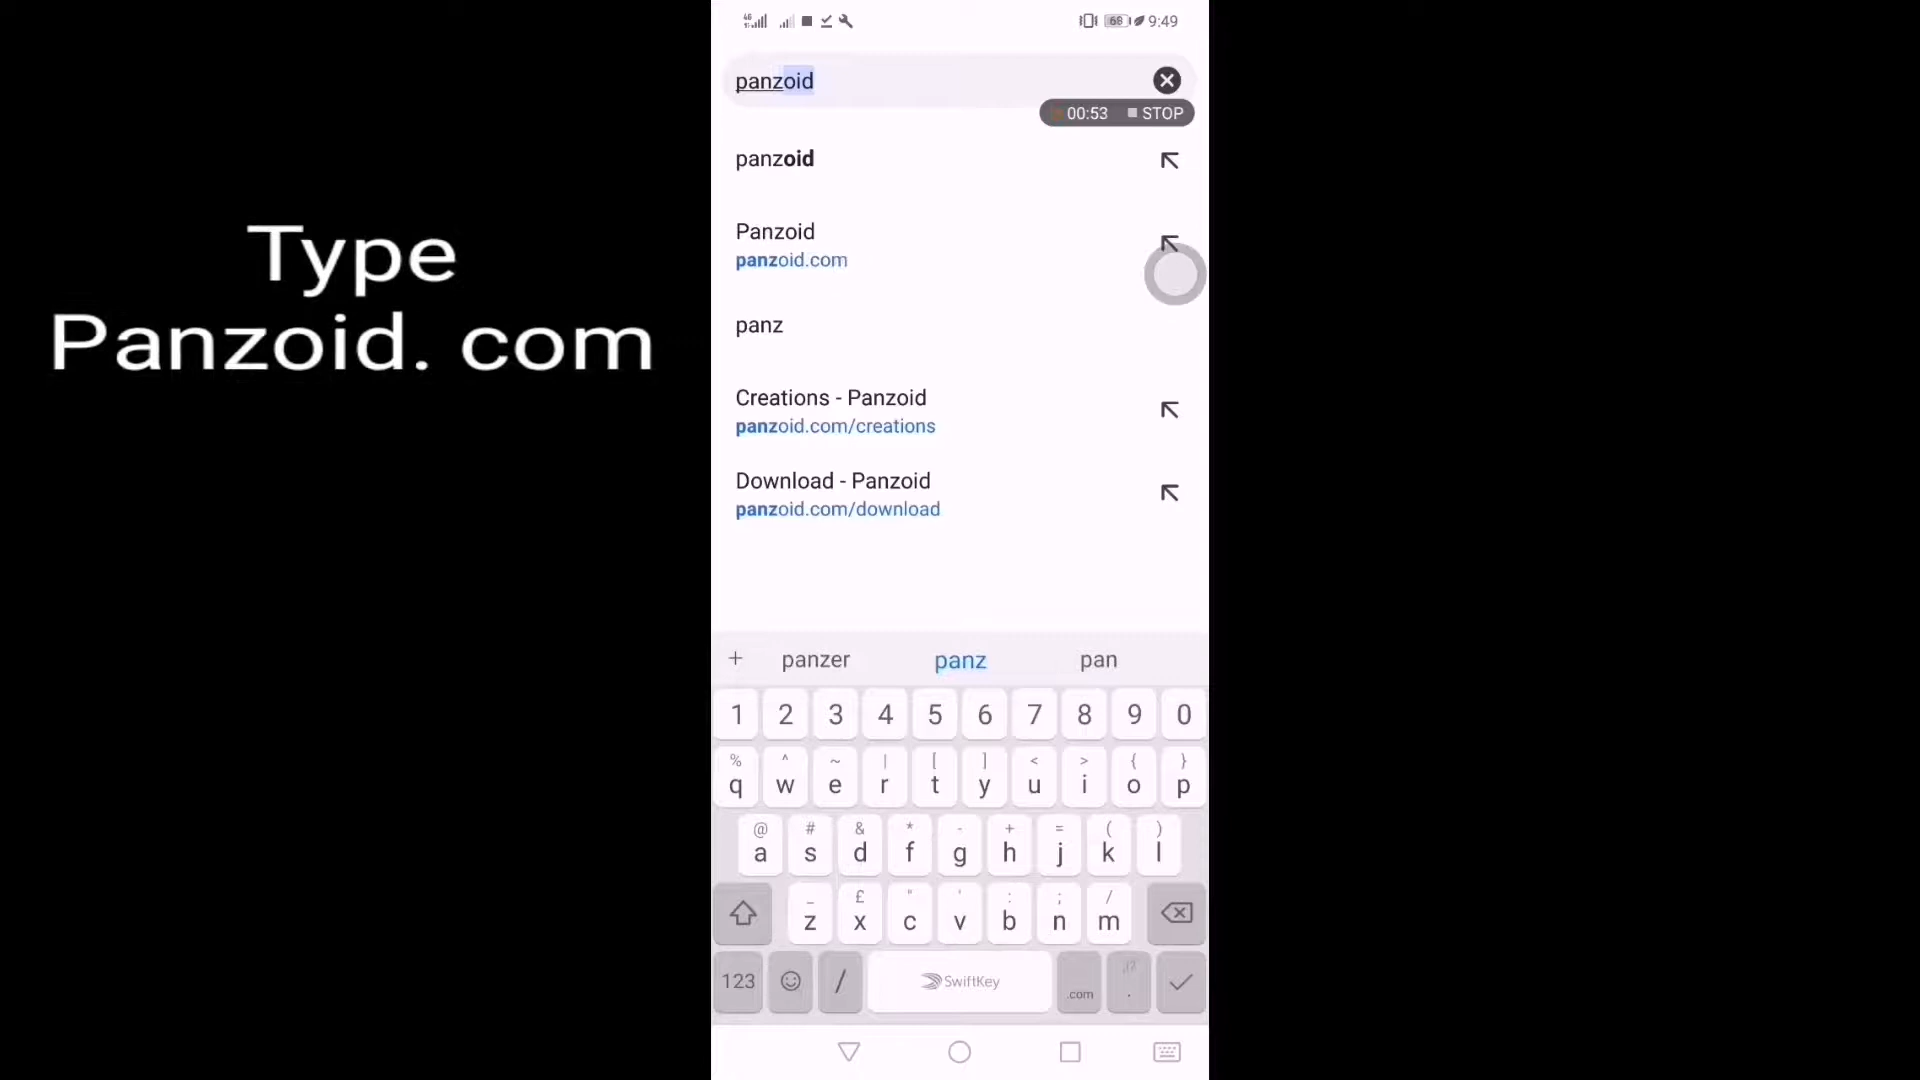 Type
Panzoid. com
4G
68 9:49
panzoid
00:53 STOP
panzoid
Panzoid
panzoid.com
panz
Creations - Panzoid
panzoid.com/creations
Download - Panzoid
panzoid.com/download
+ panzer panz pan
1 2 3 4 5 6 7 8 9 0
% ^ ~ | [ ] < > { }
q w e r t y u i o p
@ # & * - + = ( )
a s d f g h j k l
_ £ " ' : ; /
z x c v b n m
,!?
123 / SwiftKey .com .